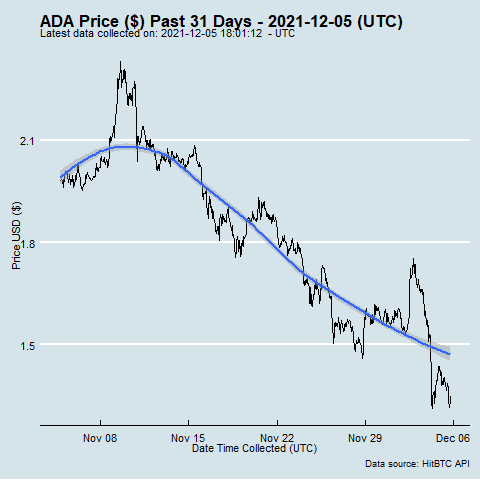 ADA Price ($) Past 31 Days - 2021-12-05 (UTC)
Latest data collected on: 2021-12-05 18:01:12 - UTC
2.1
1.8
1.5
Price USD ($)
Nov 08
Nov 15
Nov 22
Nov 29
Dec 06
Date Time Collected (UTC)
Data source: HitBTC API